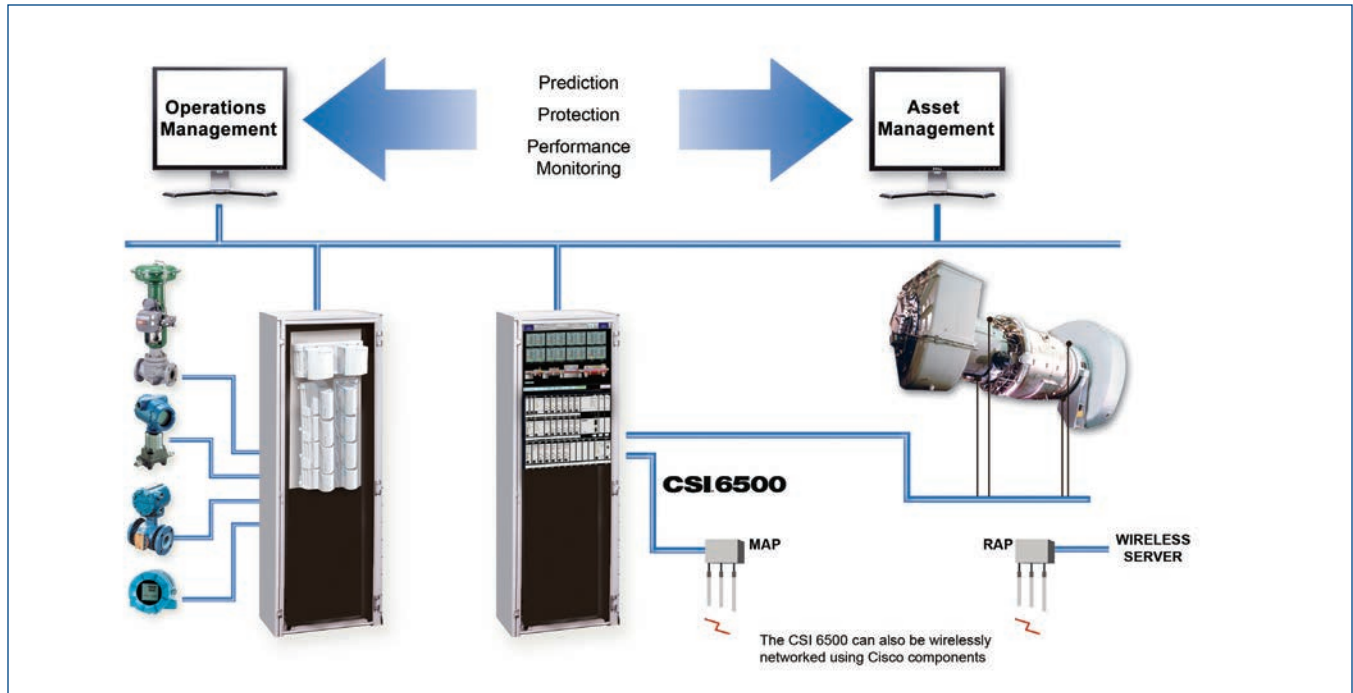 Operations
Management
Prediction
Protection
Performance
Monitoring
Asset
Management
CSI 6500
MAP
RAP
WIRELESS
SERVER
The CSI 6500 can also be wirelessly
networked using Cisco components